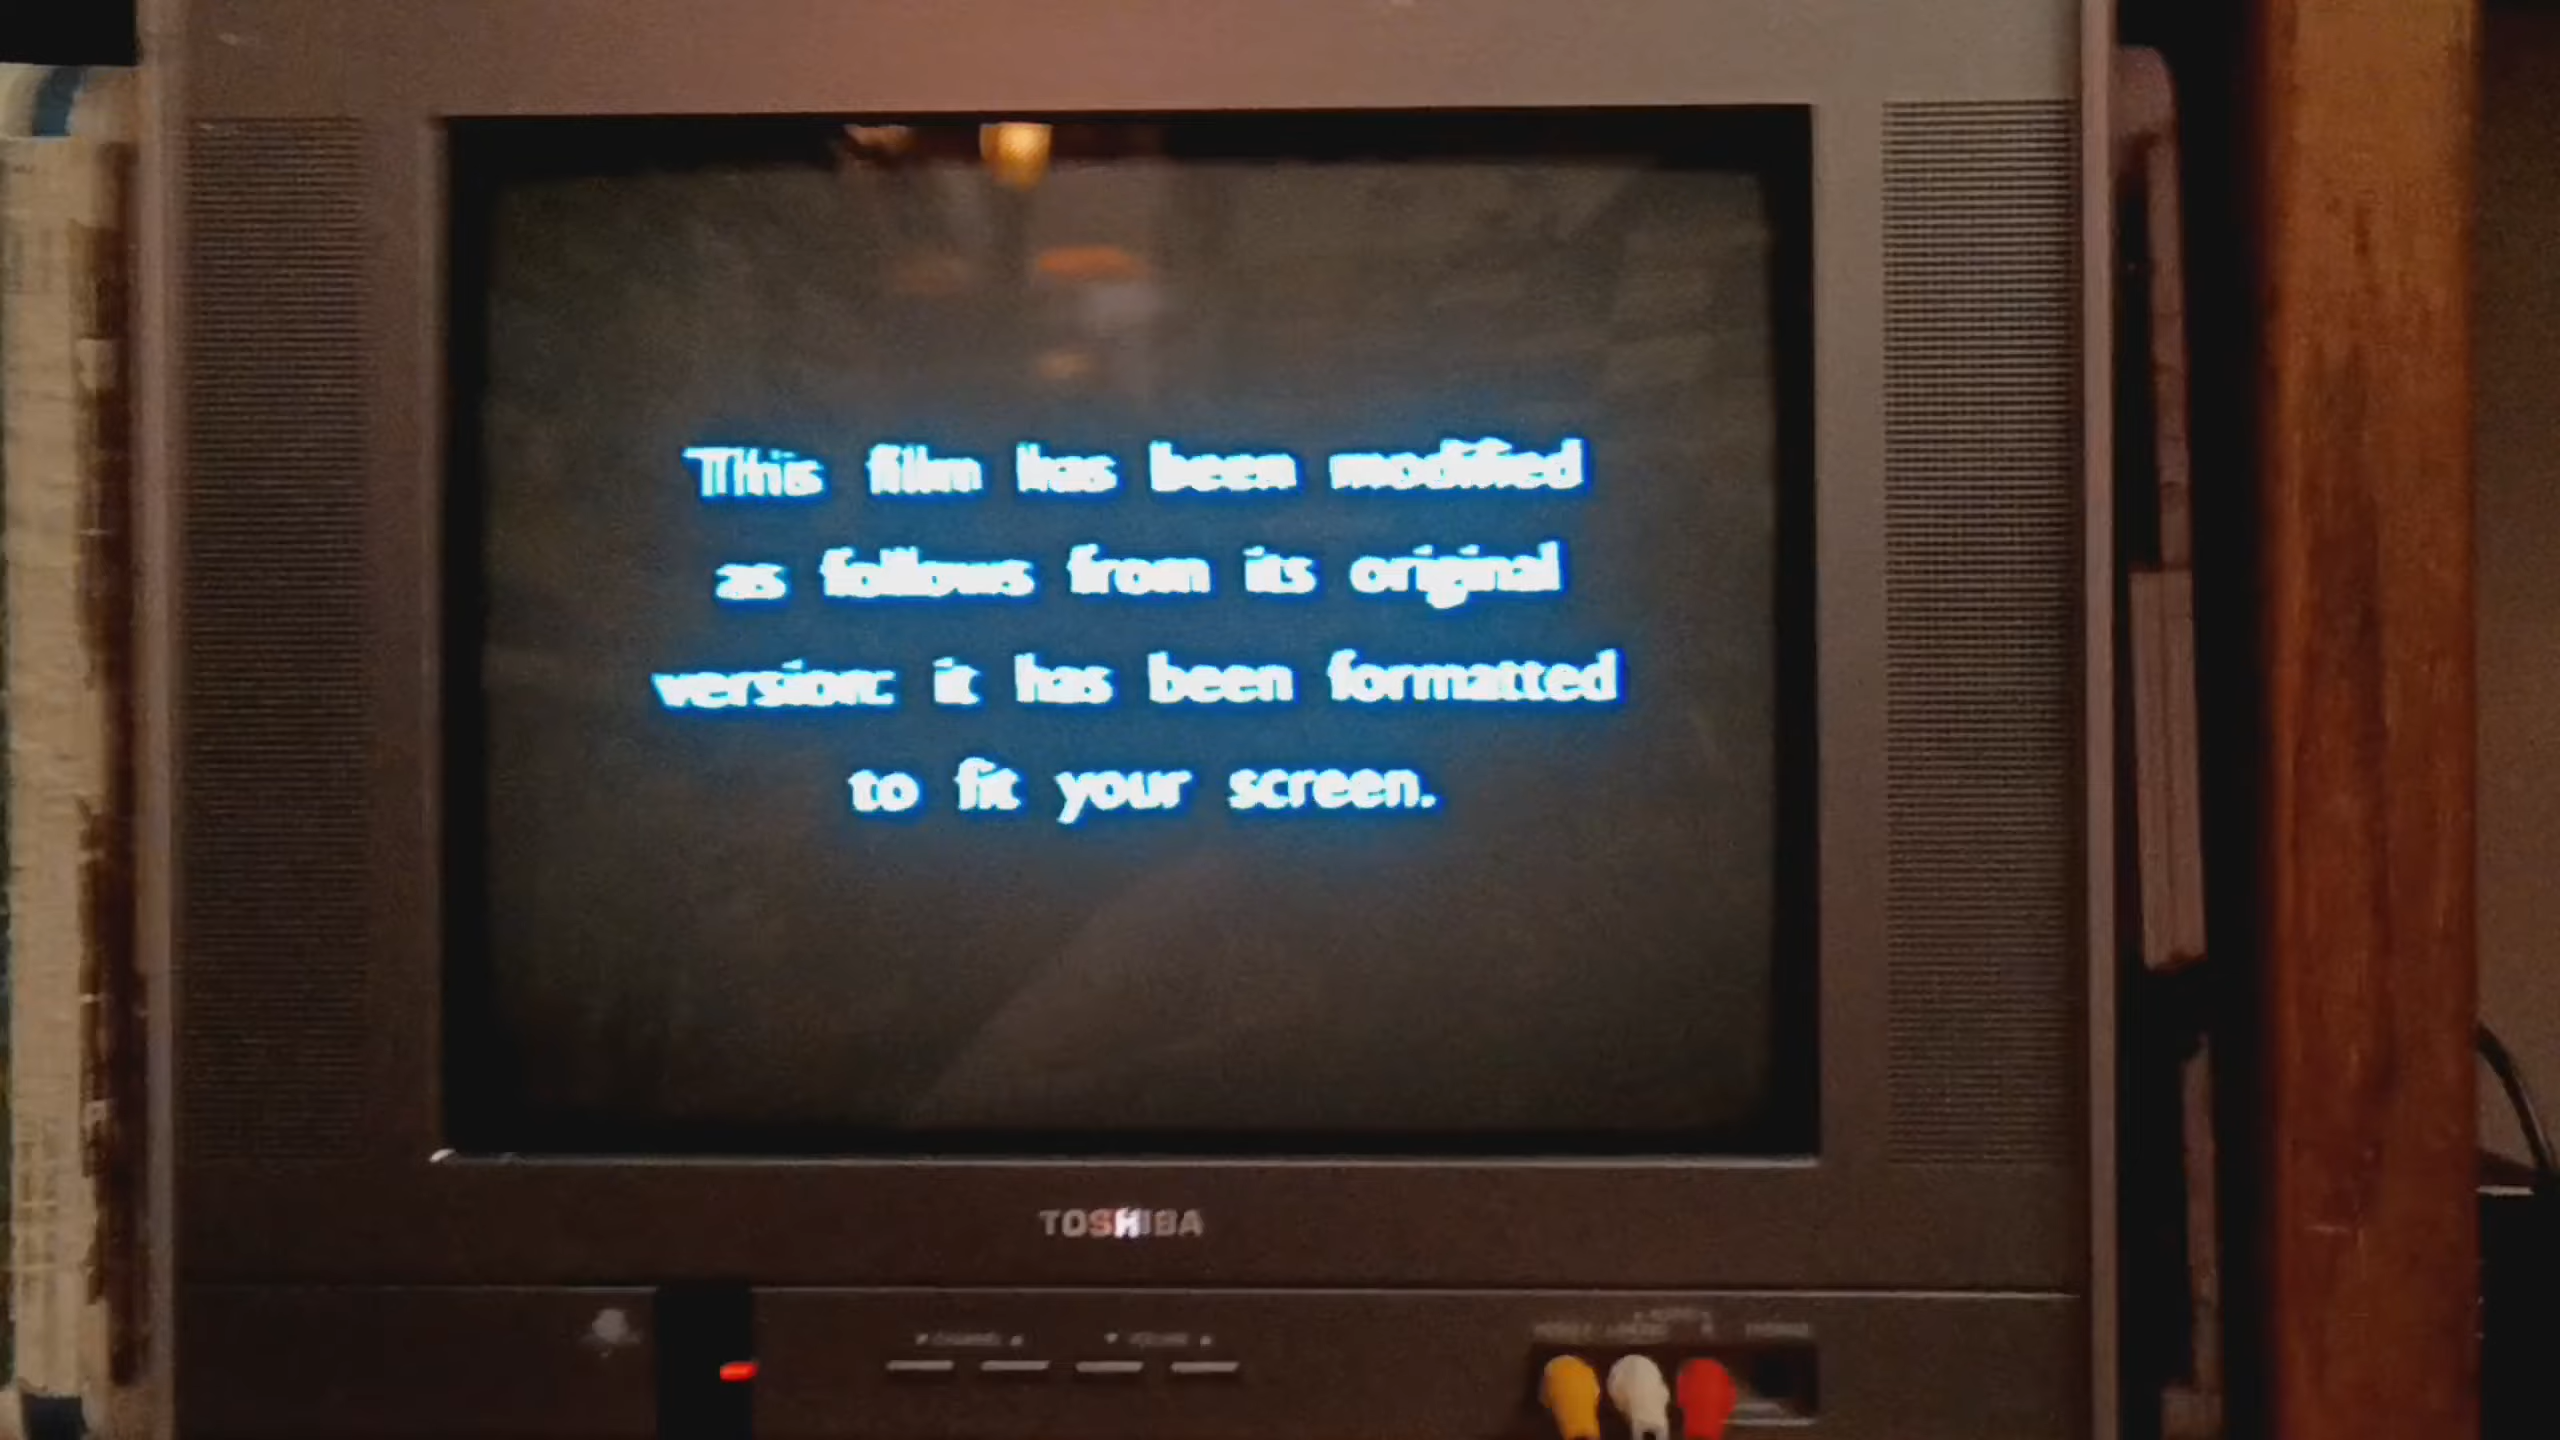 This film has been modified
as follows from its original
version: it has been formatted
to fit your screen.
TOSHIBA